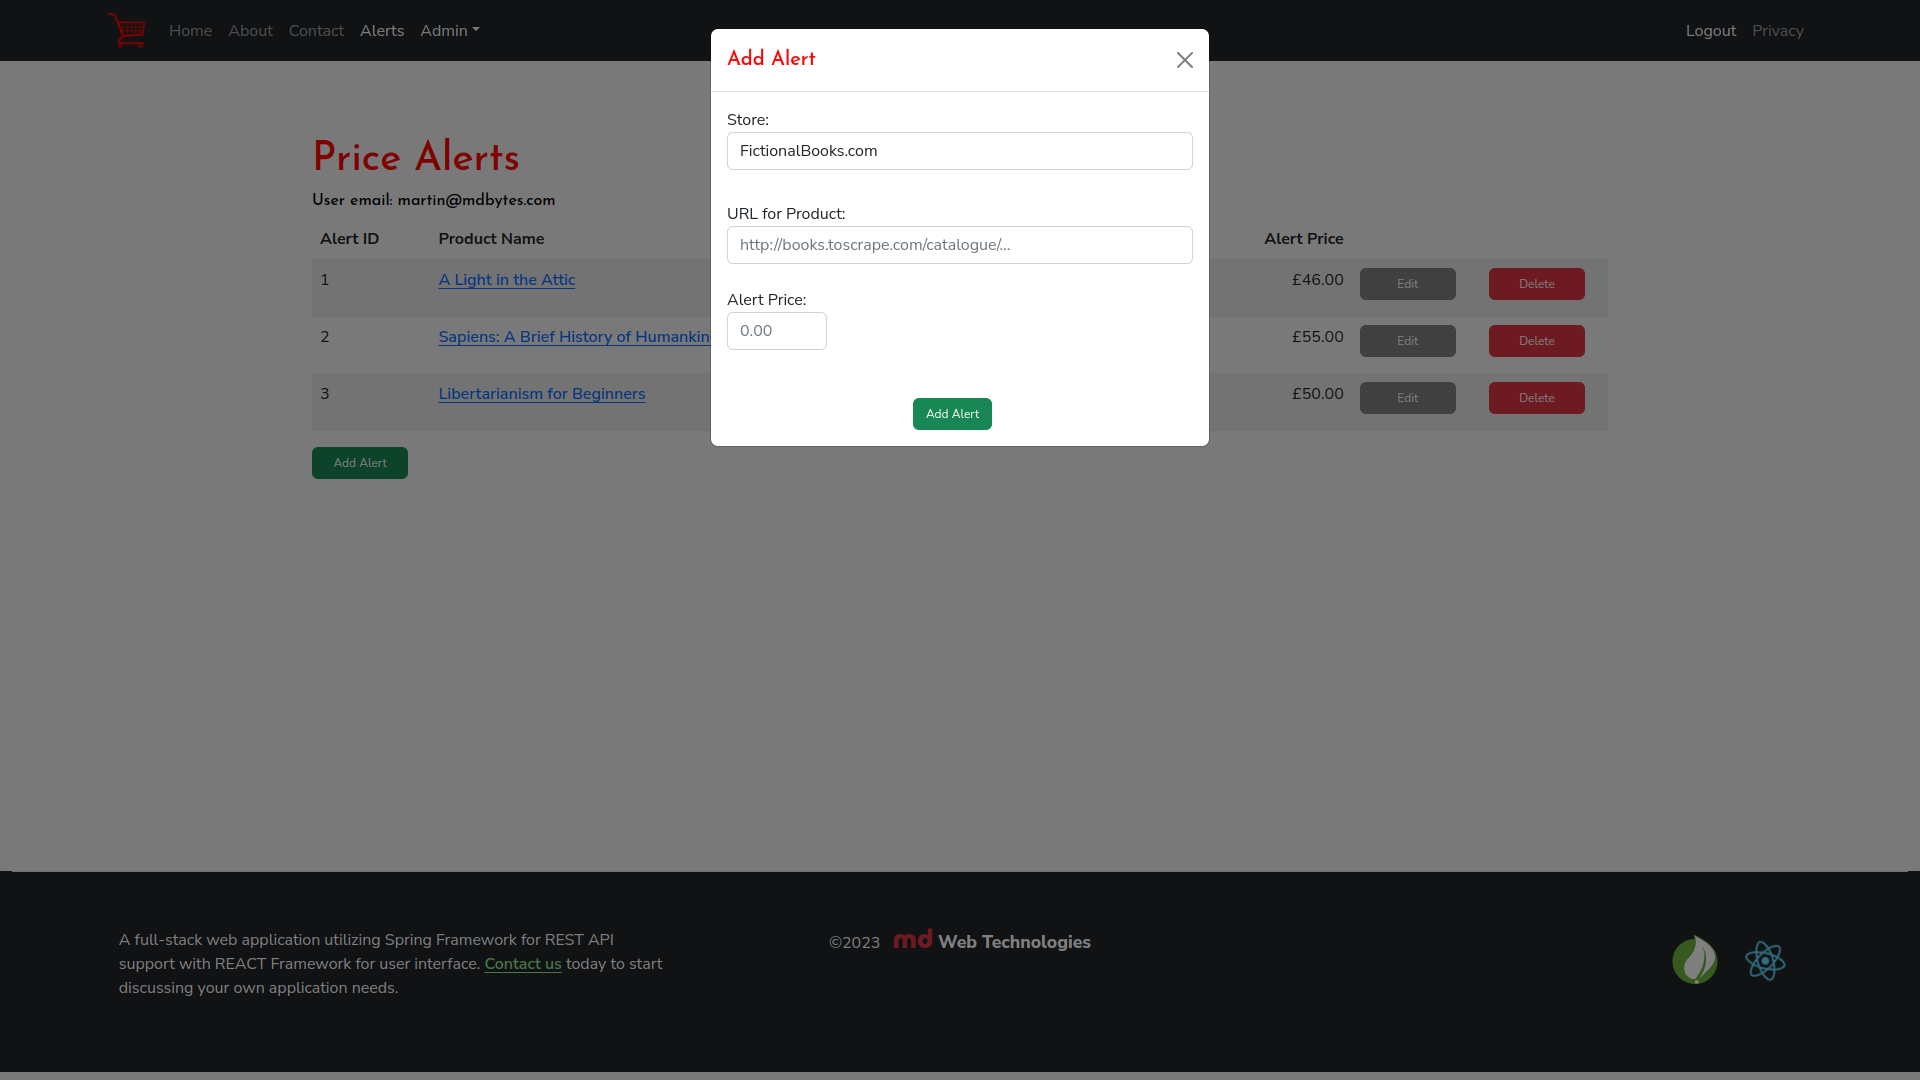 Home About Contact Alerts Admin Logout Privacy
Add Alert
Store:
FictionalBooks.com
URL for Product:
http://books.toscrape.com/catalogue/...
Alert Price:
0.00
Add Alert
Price Alerts
User email: martin@mdbytes.com
Alert ID Product Name Alert Price
1 A Light in the Attic £46.00 Edit Delete
2 Sapiens: A Brief History of £55.00 Edit Delete
3 Libertarianism for Beginners £50.00 Edit Delete
Add Alert
A full-stack web application utilizing Spring Framework for REST API
support with REACT Framework for user interface. Contact us today to start
discussing your own application needs.
©2023 md Web Technologies